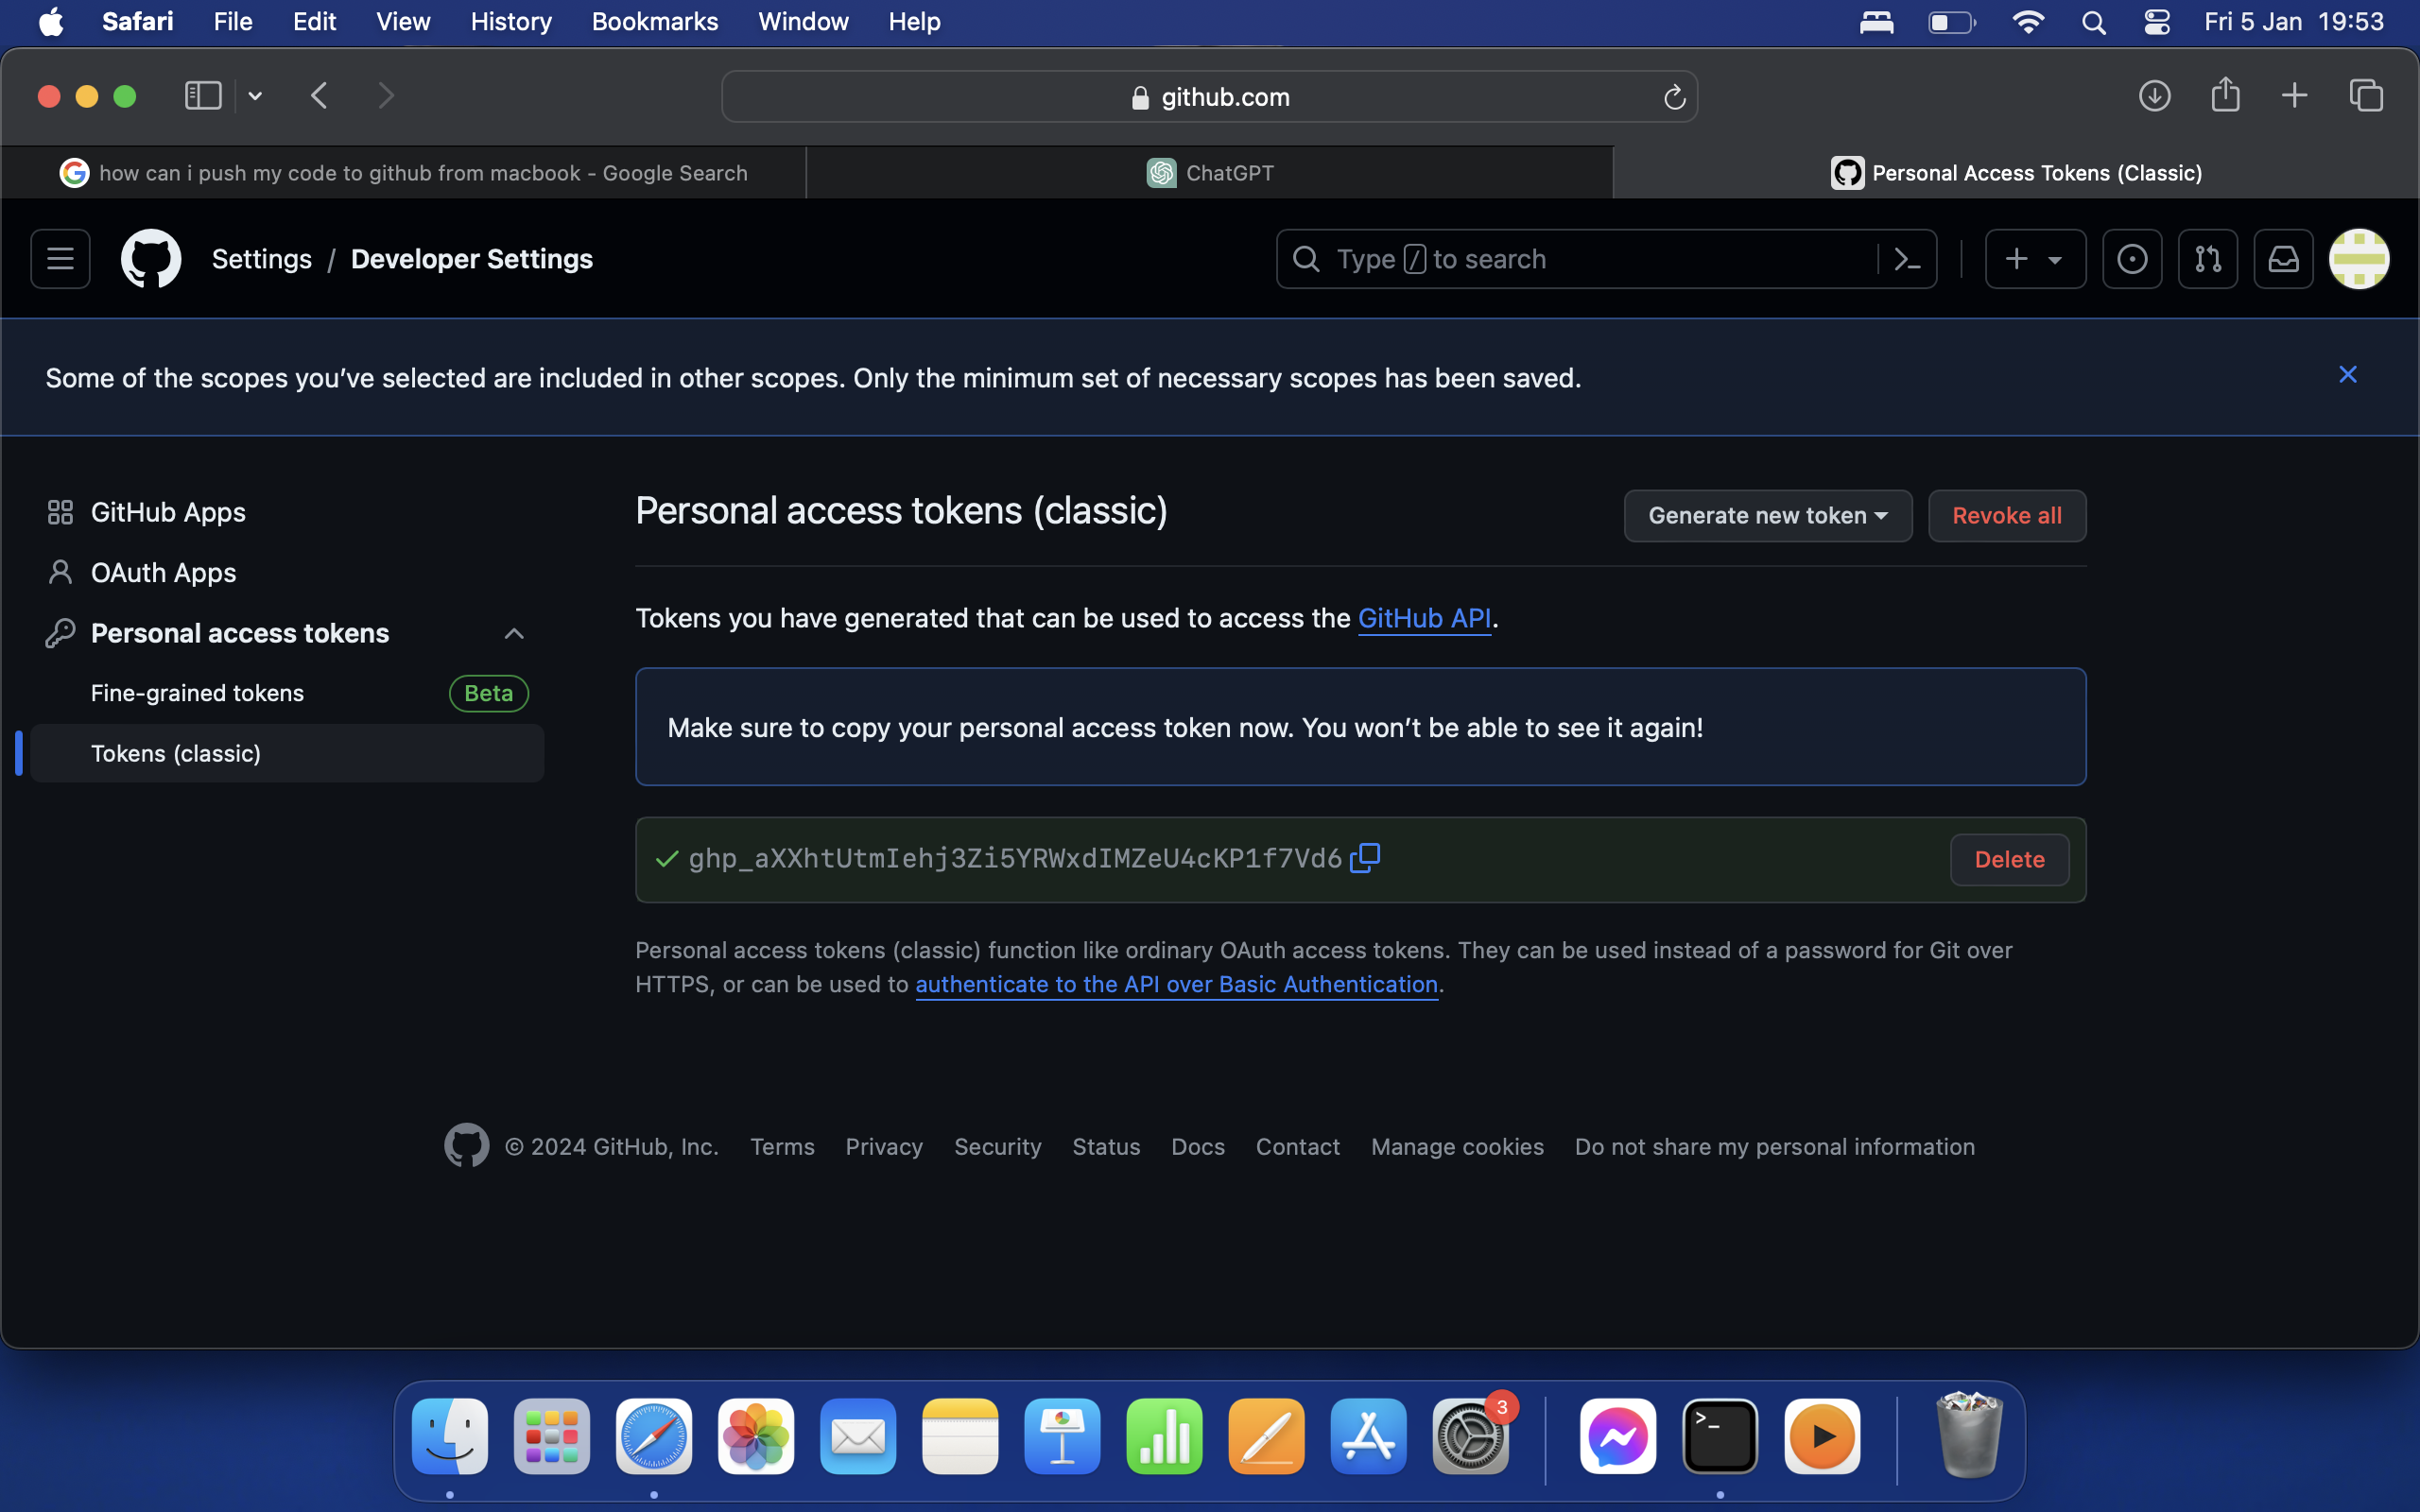 Safari File Edit View History Bookmarks Window Help Fri 5 Jan 19:53
github.com
how can i push my code to github from macbook - Google Search ChatGPT Personal Access Tokens (Classic)
Settings / Developer Settings Type / to search
Some of the scopes you’ve selected are included in other scopes. Only the minimum set of necessary scopes has been saved.
GitHub Apps
OAuth Apps
Personal access tokens
Fine-grained tokens Beta
Tokens (classic)
Personal access tokens (classic) Generate new token Revoke all
Tokens you have generated that can be used to access the GitHub API.
Make sure to copy your personal access token now. You won’t be able to see it again!
Delete
Personal access tokens (classic) function like ordinary OAuth access tokens. They can be used instead of a password for Git over
HTTPS, or can be used to authenticate to the API over Basic Authentication.
© 2024 GitHub, Inc. Terms Privacy Security Status Docs Contact Manage cookies Do not share my personal information
3